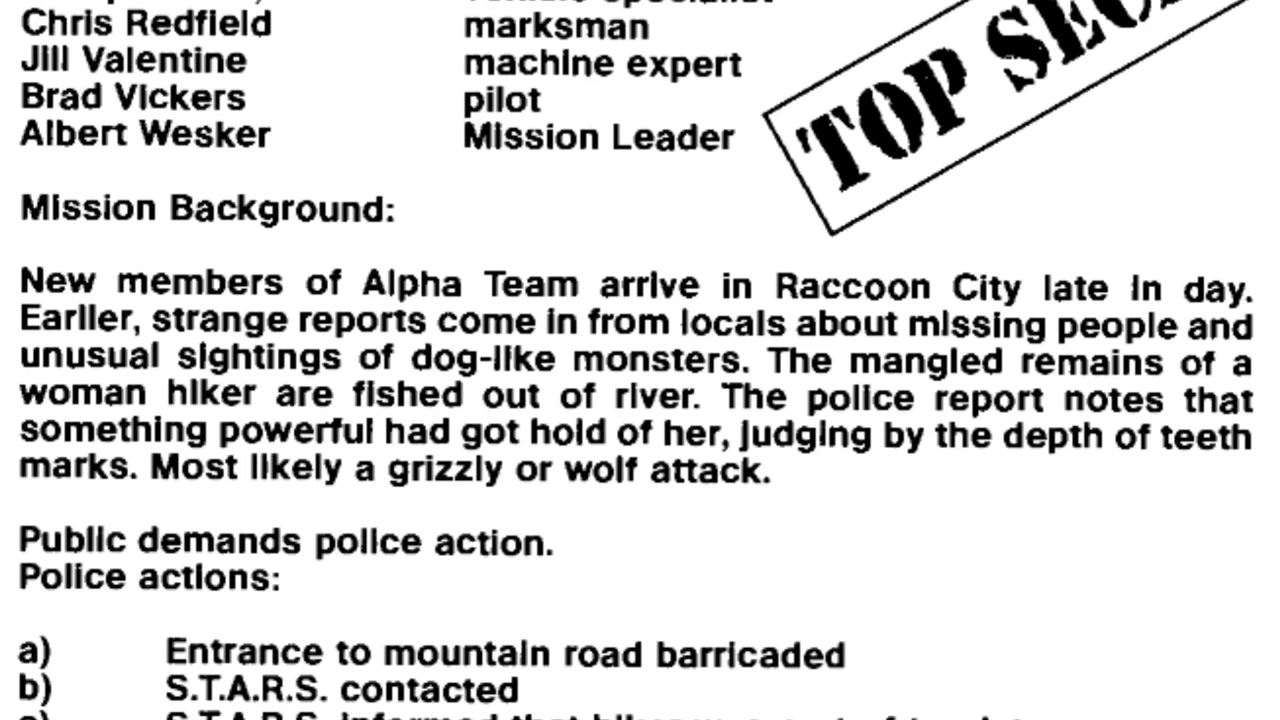 Chris Redfield marksman
Jill Valentine machine expert
Brad Vickers pilot
Albert Wesker Mission Leader
TOP SEC
Mission Background:
New members of Alpha Team arrive in Raccoon City late in day.
Earlier, strange reports come in from locals about missing people and
unusual sightings of dog-like monsters. The mangled remains of a
woman hiker are fished out of river. The police report notes that
something powerful had got hold of her, judging by the depth of teeth
marks. Most likely a grizzly or wolf attack.
Public demands police action.
Police actions:
a) Entrance to mountain road barricaded
b) S.T.A.R.S. contacted
S.T.A.R.S. informed that